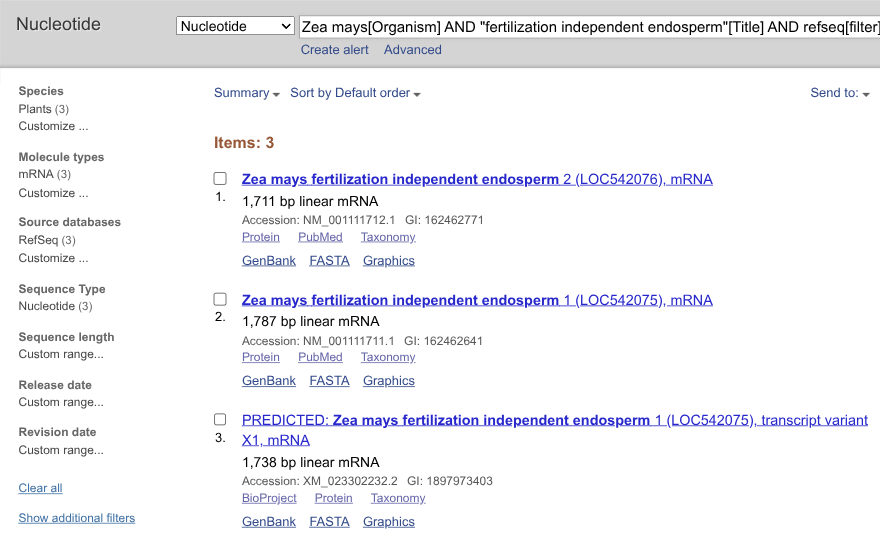 Nucleotide
Nucleotide
Zea mays[Organism] AND "fertilization independent endosperm"[Title] AND refseq[filter]
Create alert Advanced
Species
Plants (3)
Customize ...
Molecule types
mRNA (3)
Customize ...
Source databases
RefSeq (3)
Customize ...
Sequence Type
Nucleotide (3)
Sequence length
Custom range...
Release date
Custom range...
Revision date
Custom range...
Clear all
Show additional filters
Summary Sort by Default order Send to:
Items: 3
Zea mays fertilization independent endosperm 2 (LOC542076), mRNA
1.
1,711 bp linear mRNA
Accession: NM_001111712.1 GI: 162462771
Protein PubMed Taxonomy
GenBank FASTA Graphics
Zea mays fertilization independent endosperm 1 (LOC542075), mRNA
2.
1,787 bp linear mRNA
Accession: NM_001111711.1 GI: 162462641
Protein PubMed Taxonomy
GenBank FASTA Graphics
PREDICTED: Zea mays fertilization independent endosperm 1 (LOC542075), transcript variant
3. X1, mRNA
1,738 bp linear mRNA
Accession: XM_023302232.2 GI: 1897973403
BioProject Protein Taxonomy
GenBank FASTA Graphics